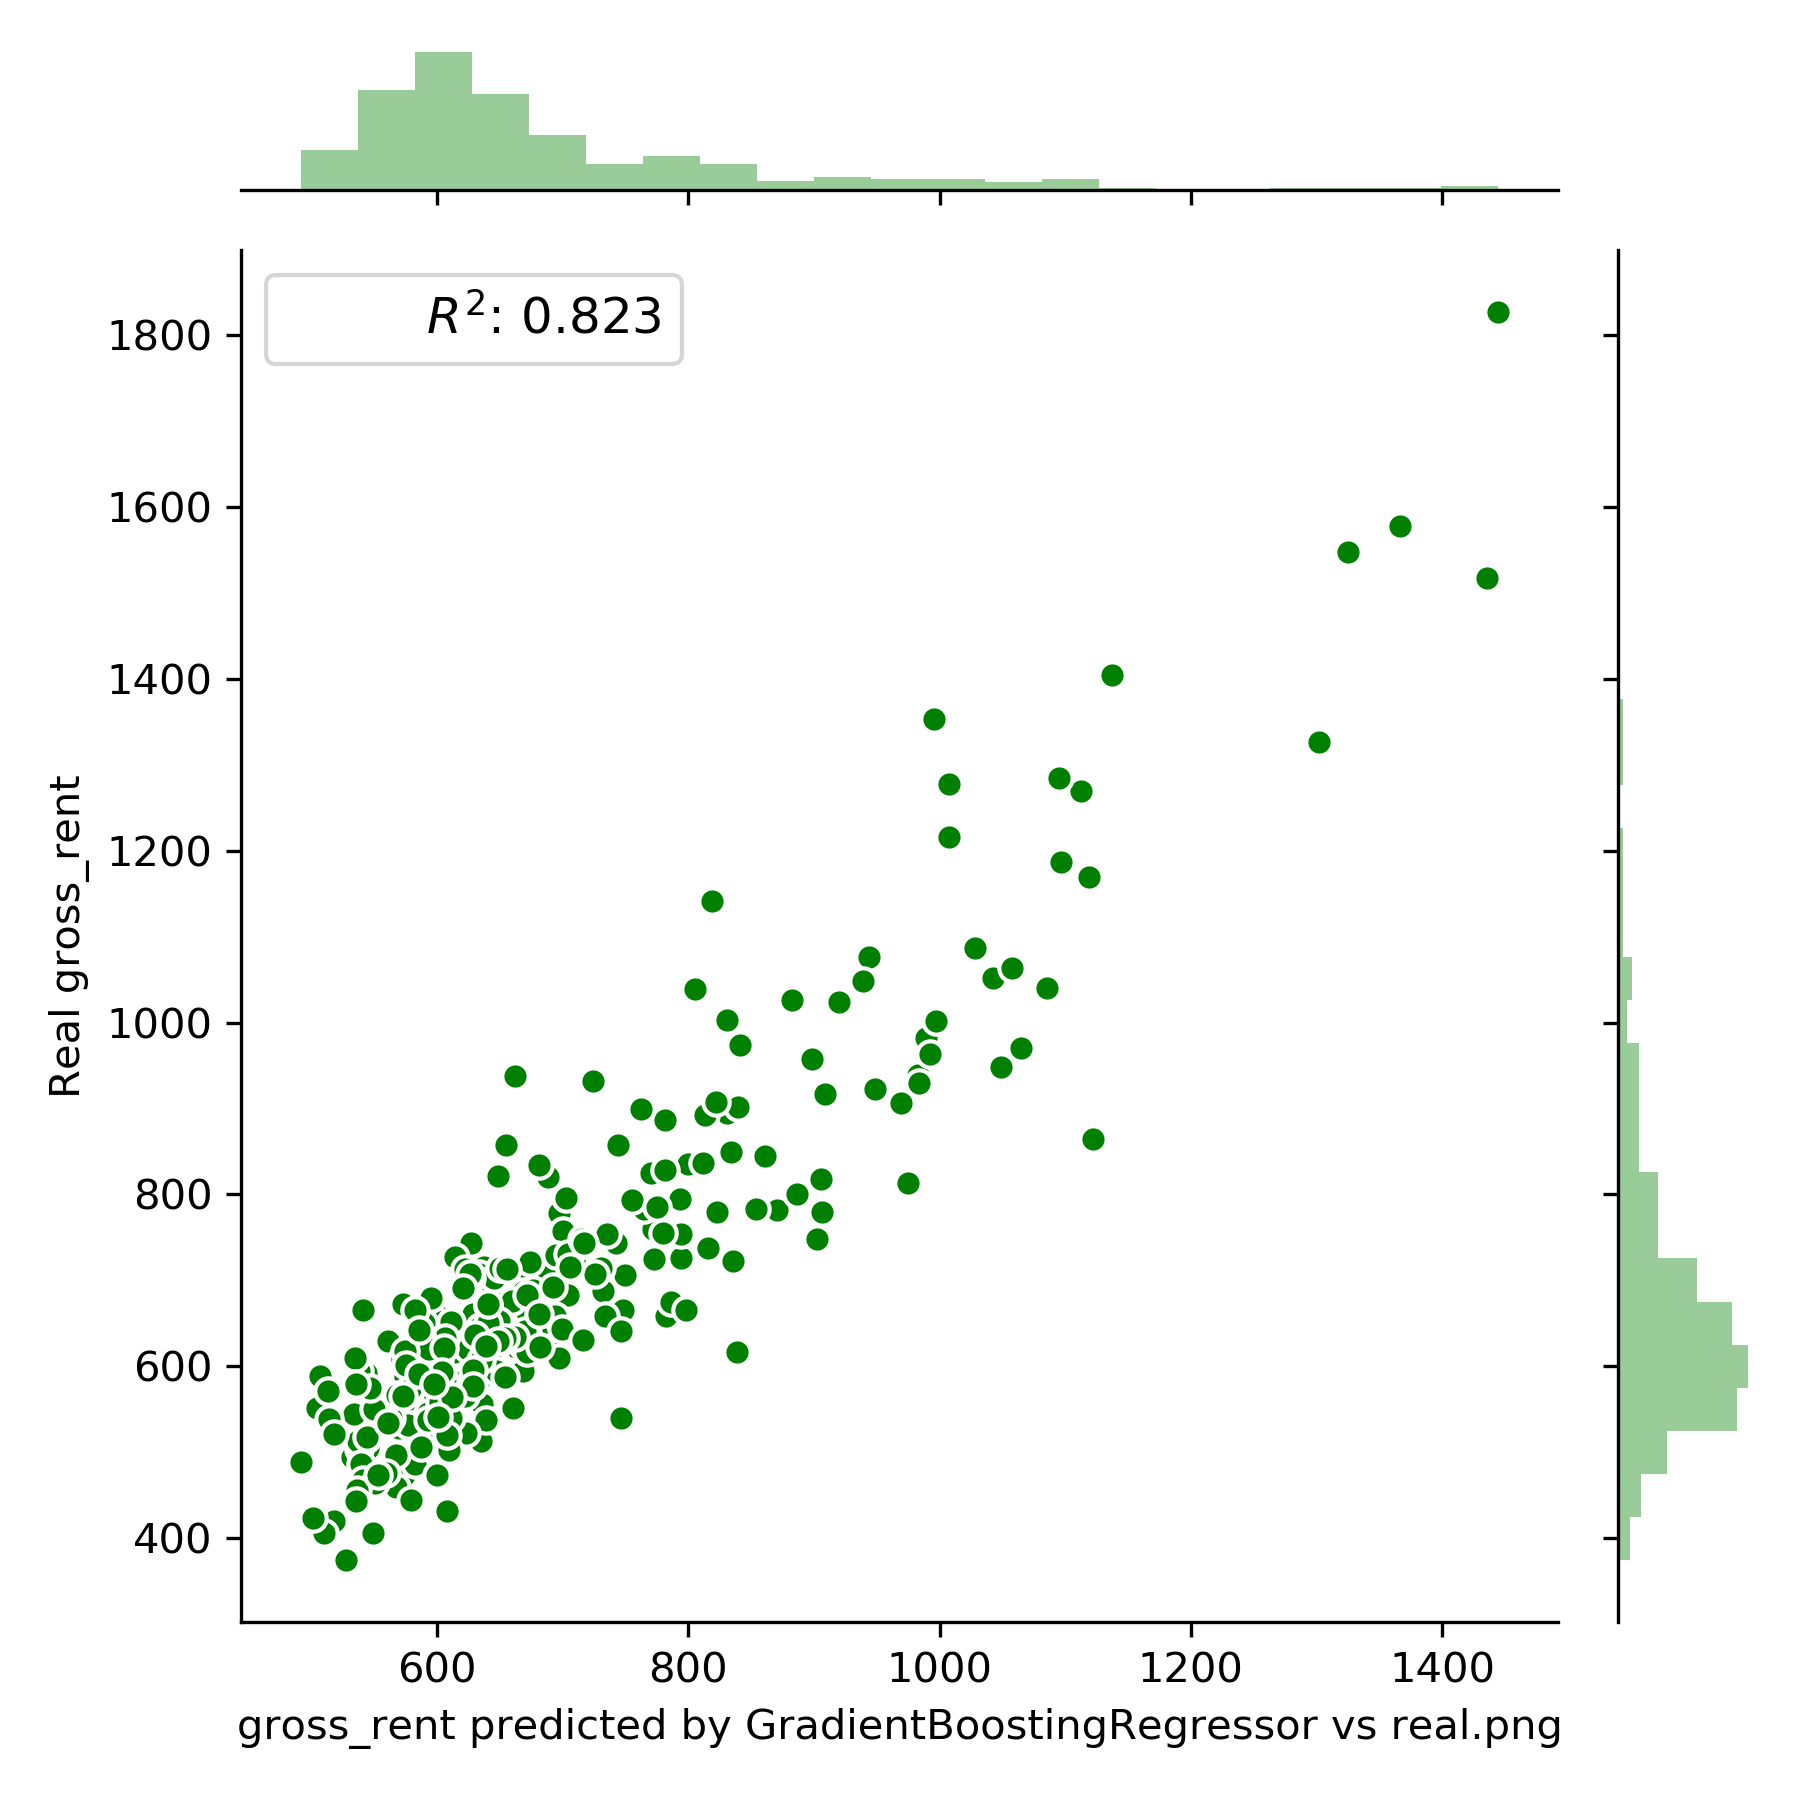 R²: 0.823
1800
1600
1400
1200
1000
800
600
400
Real gross_rent
600 800 1000 1200 1400
gross_rent predicted by GradientBoostingRegressor vs real.png